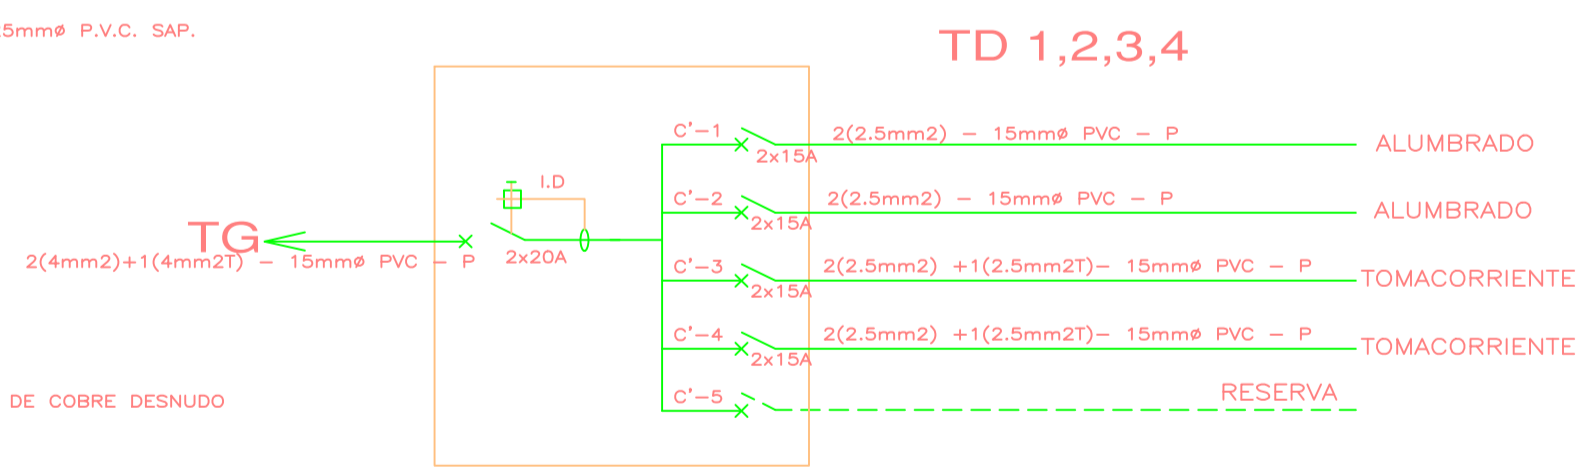 5mmø P.V.C. SAP.
TD 1,2,3,4
C'-1
2x15A
2(2.5mm2) - 15mmø PVC - P
ALUMBRADO
I.D
C'-2
2x15A
2(2.5mm2) - 15mmø PVC - P
ALUMBRADO
TG
2(4mm2)+1(4mm2T) - 15mmø PVC - P
2x20A
C'-3
2x15A
2(2.5mm2) +1(2.5mm2T)- 15mmø PVC - P
TOMACORRIENTE
C'-4
2x15A
2(2.5mm2) +1(2.5mm2T)- 15mmø PVC - P
TOMACORRIENTE
C'-5
RESERVA
DE COBRE DESNUDO